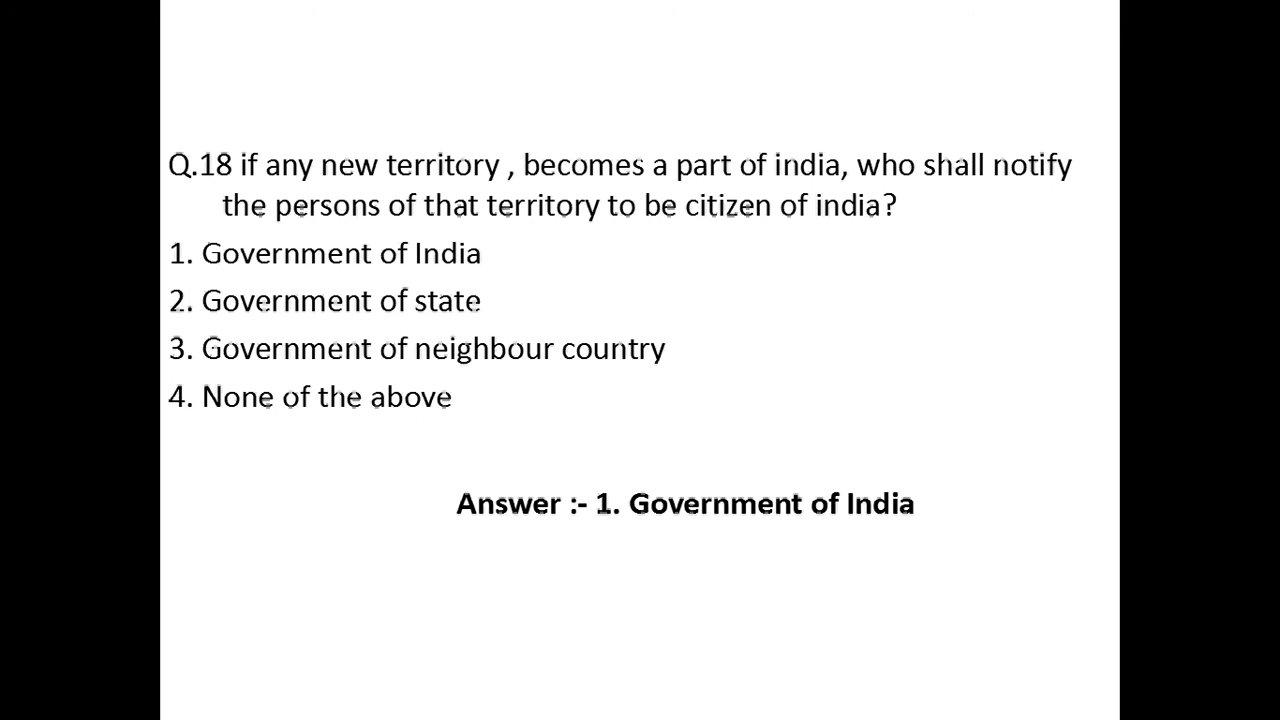 Q.18 if any new territory , becomes a part of india, who shall notify
the persons of that territory to be citizen of india?
1. Government of India
2. Government of state
3. Government of neighbour country
4. None of the above
Answer :- 1. Government of India